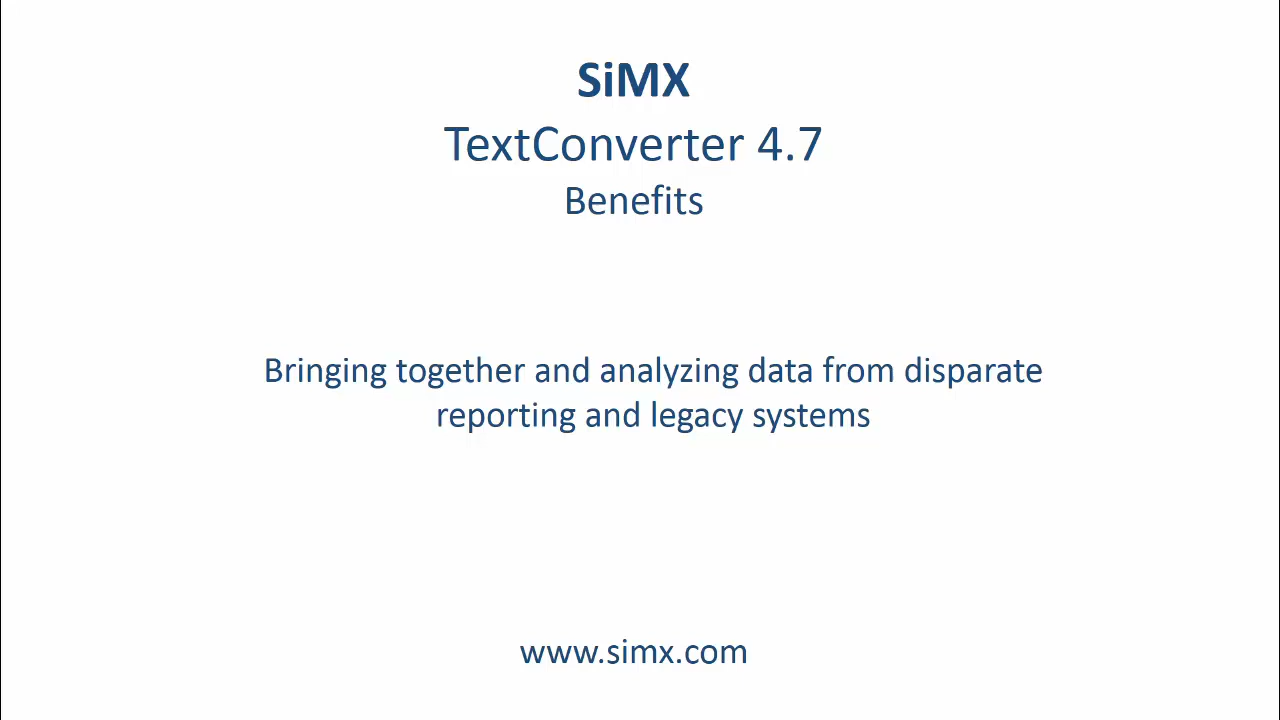 SiMX
TextConverter 4.7
Benefits
Bringing together and analyzing data from disparate
reporting and legacy systems
www.simx.com